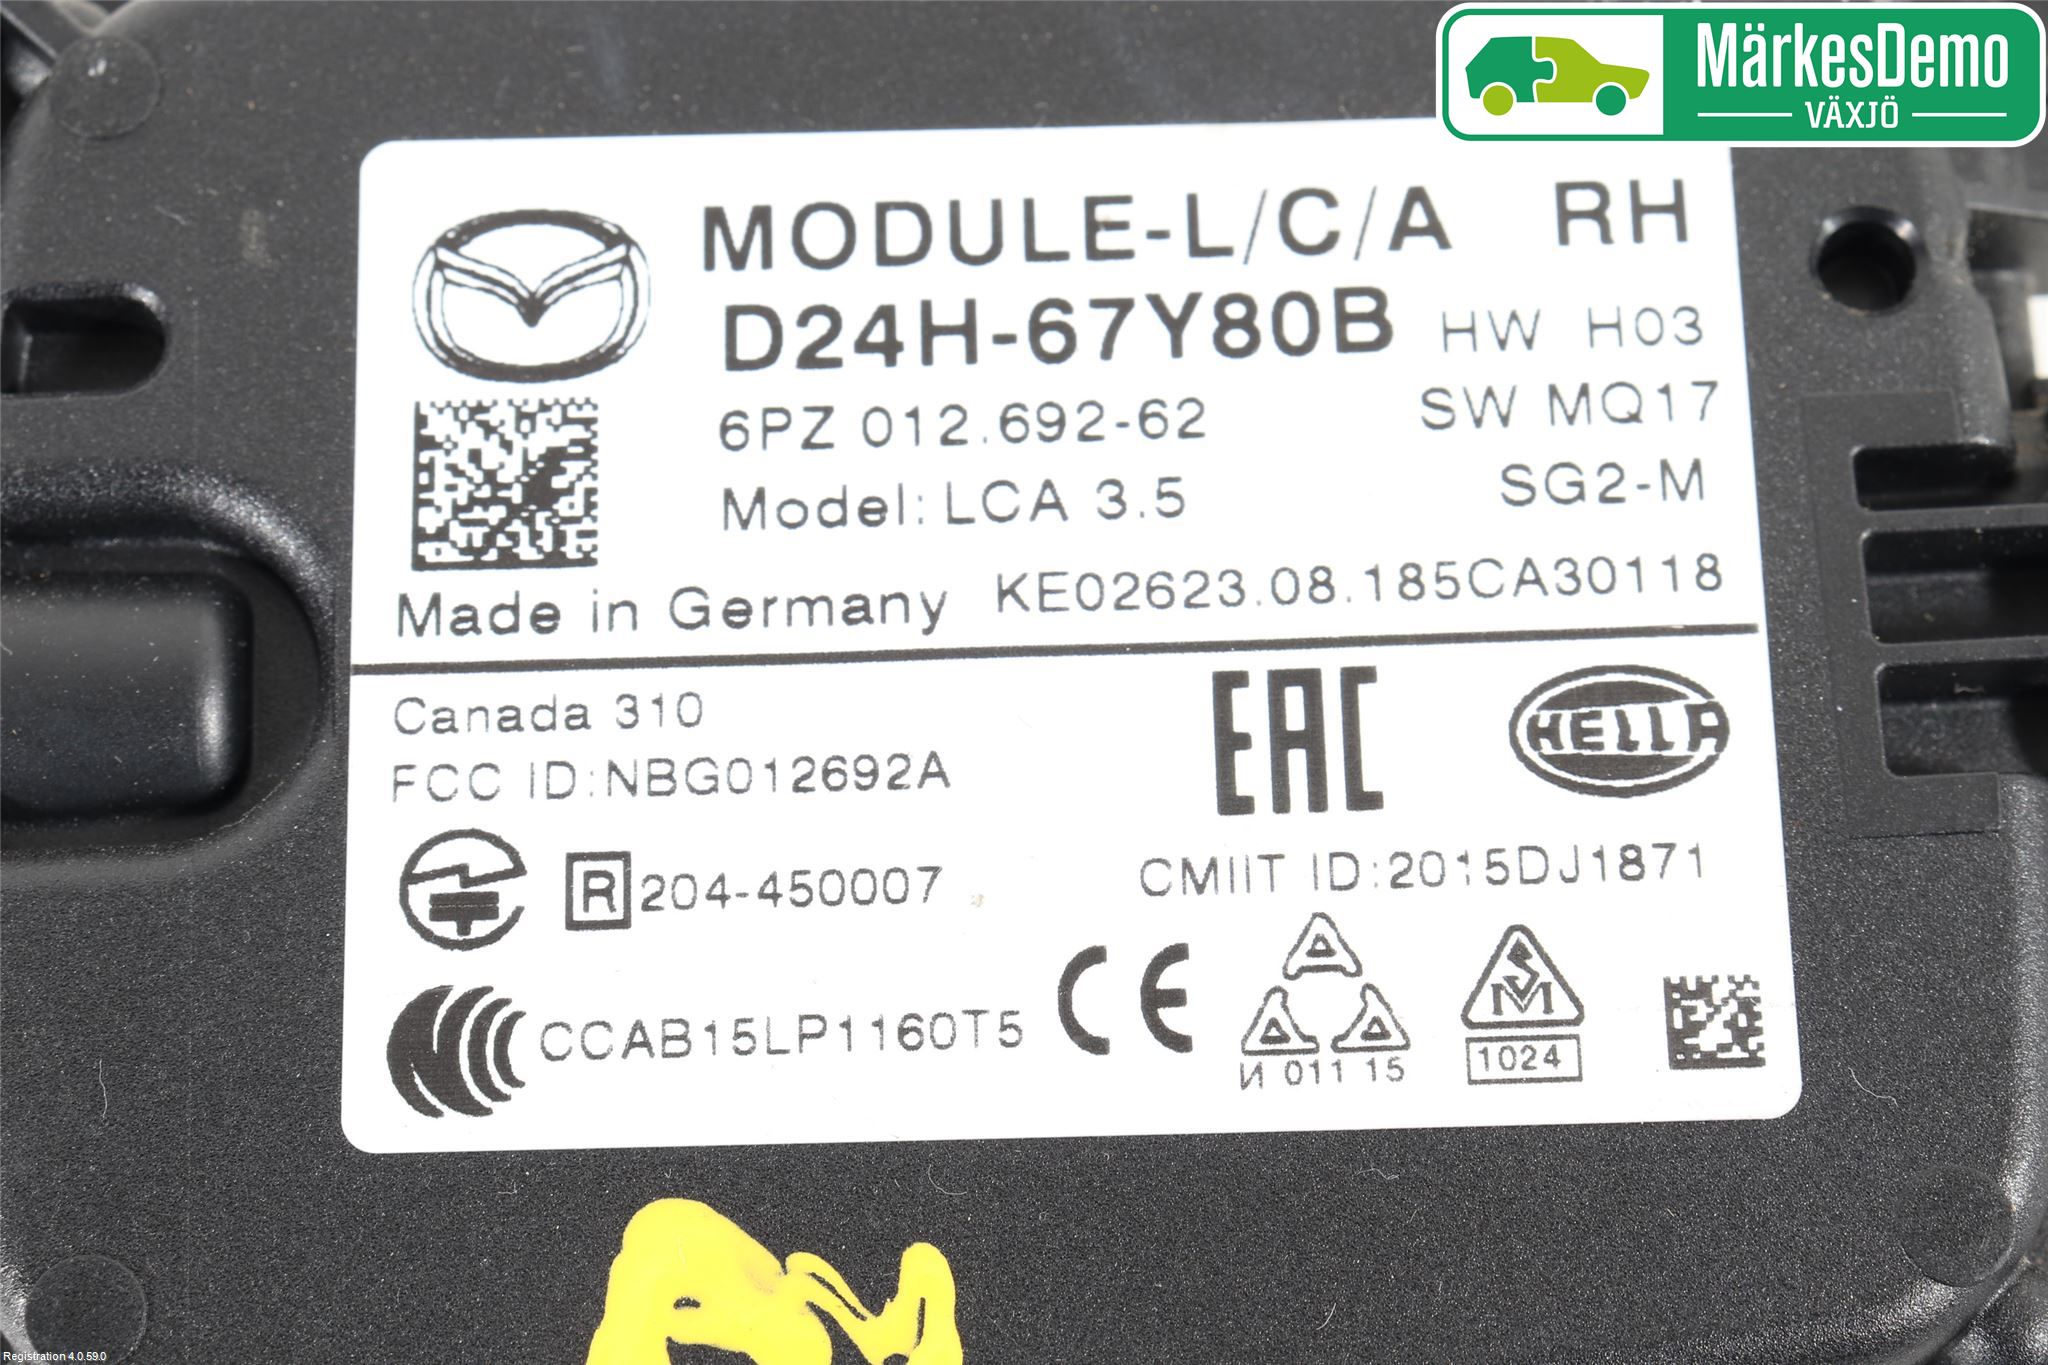 MärkesDemo
VÄXJÖ
MODULE-L/C/A RH
D24H-67Y80B HW H03
6PZ 012.692-62 SW MQ17
Model: LCA 3.5 SG2-M
Made in Germany KE02623.08.185CA30118
Canada 310
FCC ID:NBG012692A
EAC
HELLA
R 204-450007
CMIIT ID:2015DJ1871
CCAB15LP1160T5
CE
И 011 15
SM
1024
Registration 4.0.59.0